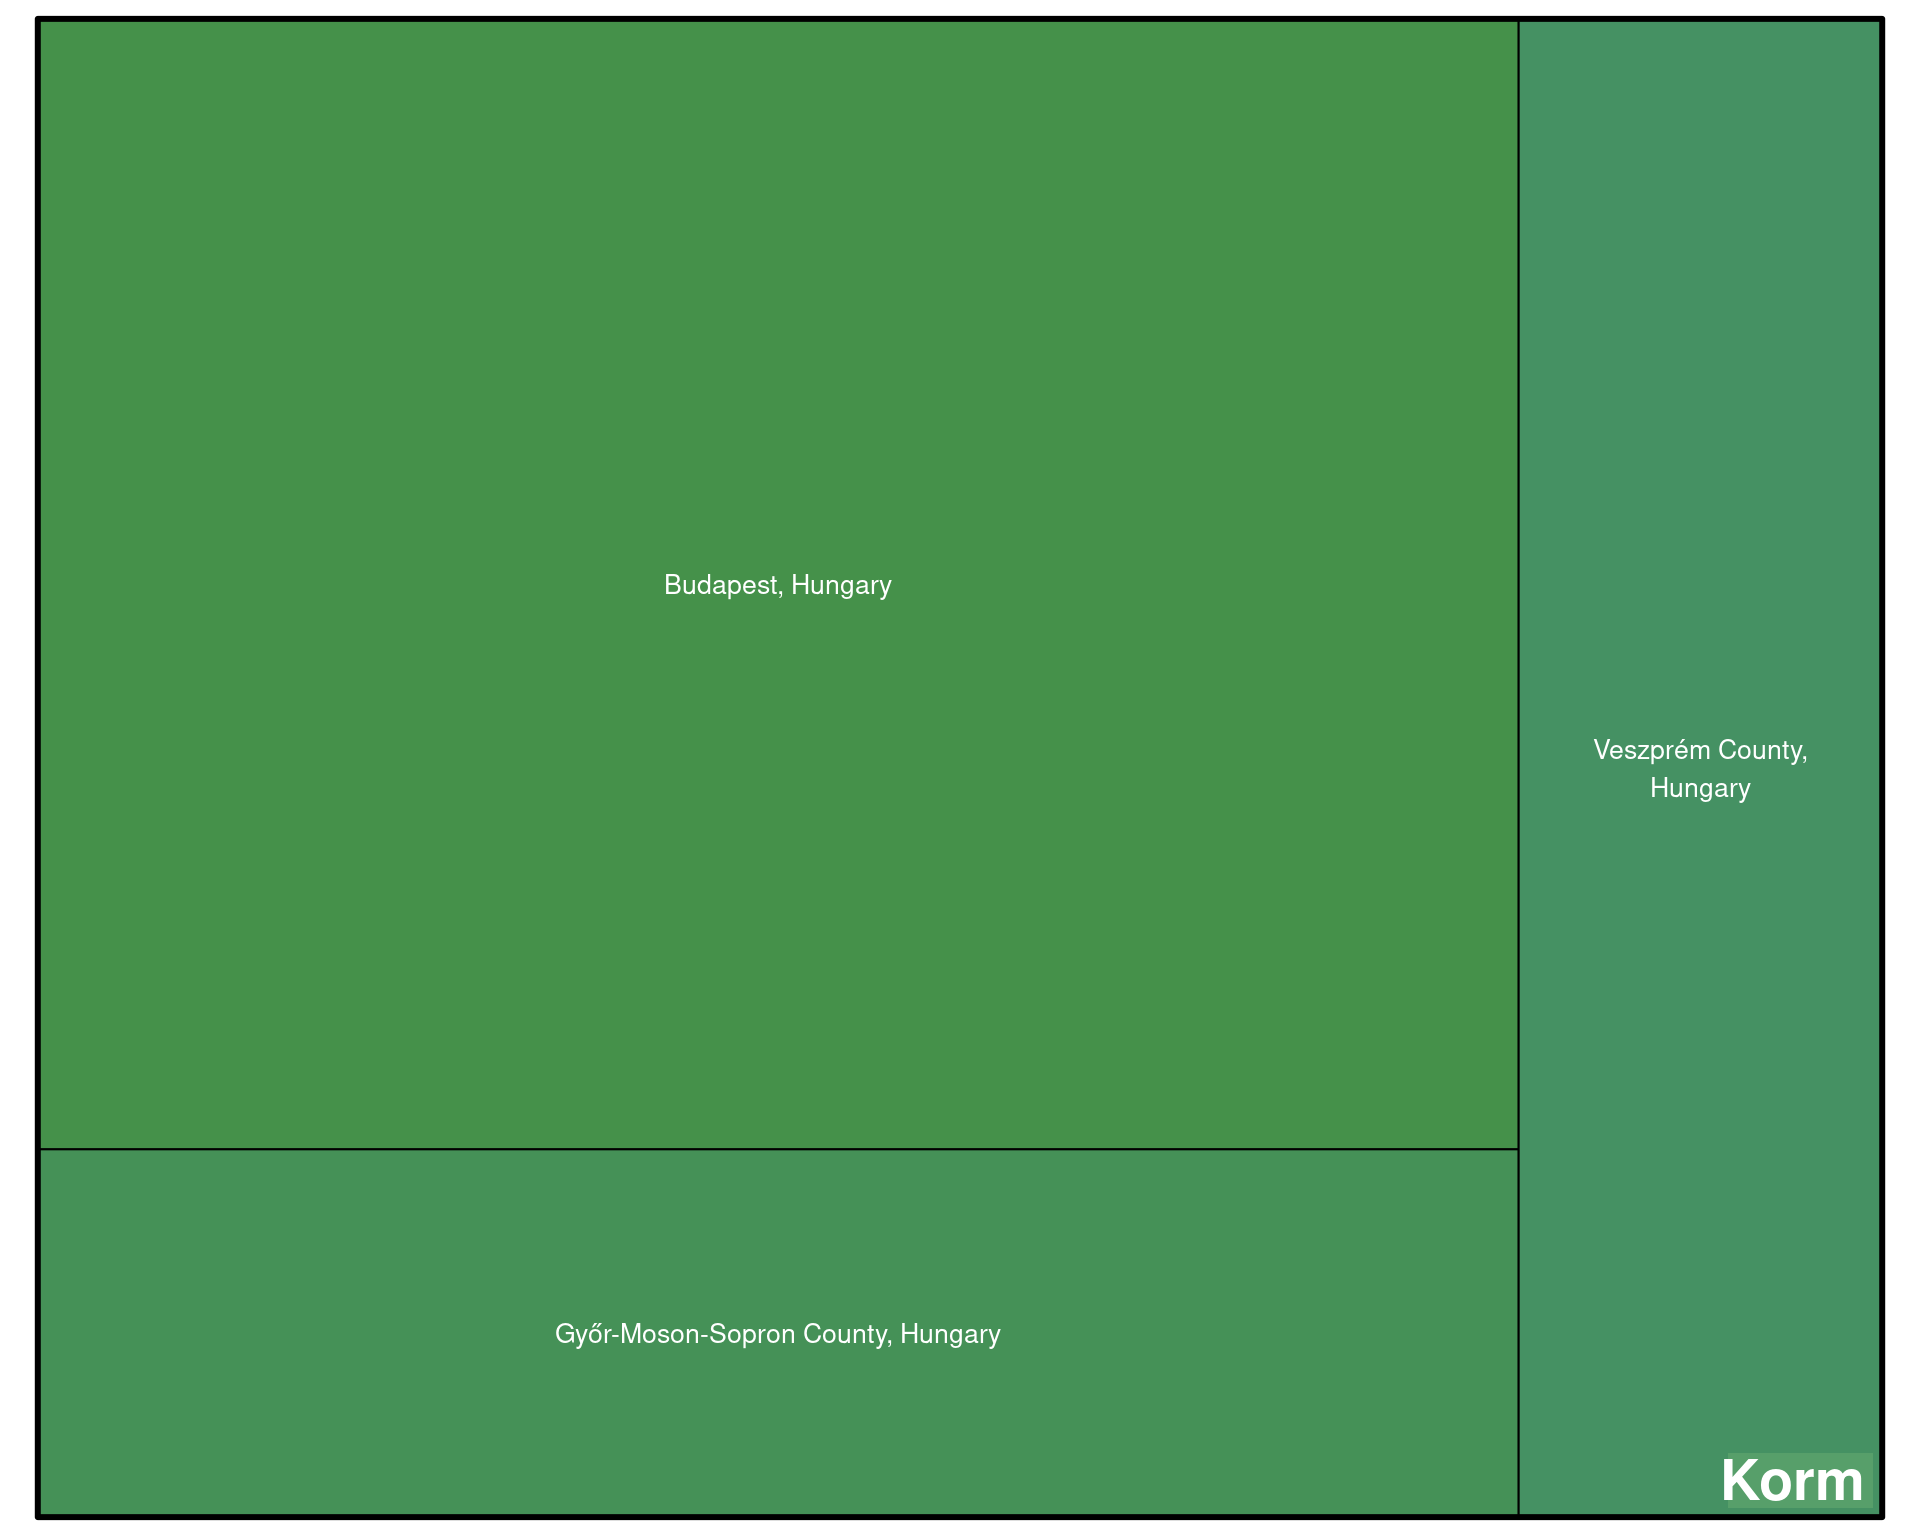 Budapest, Hungary
Veszprém County,
Hungary
Győr-Moson-Sopron County, Hungary
Korm